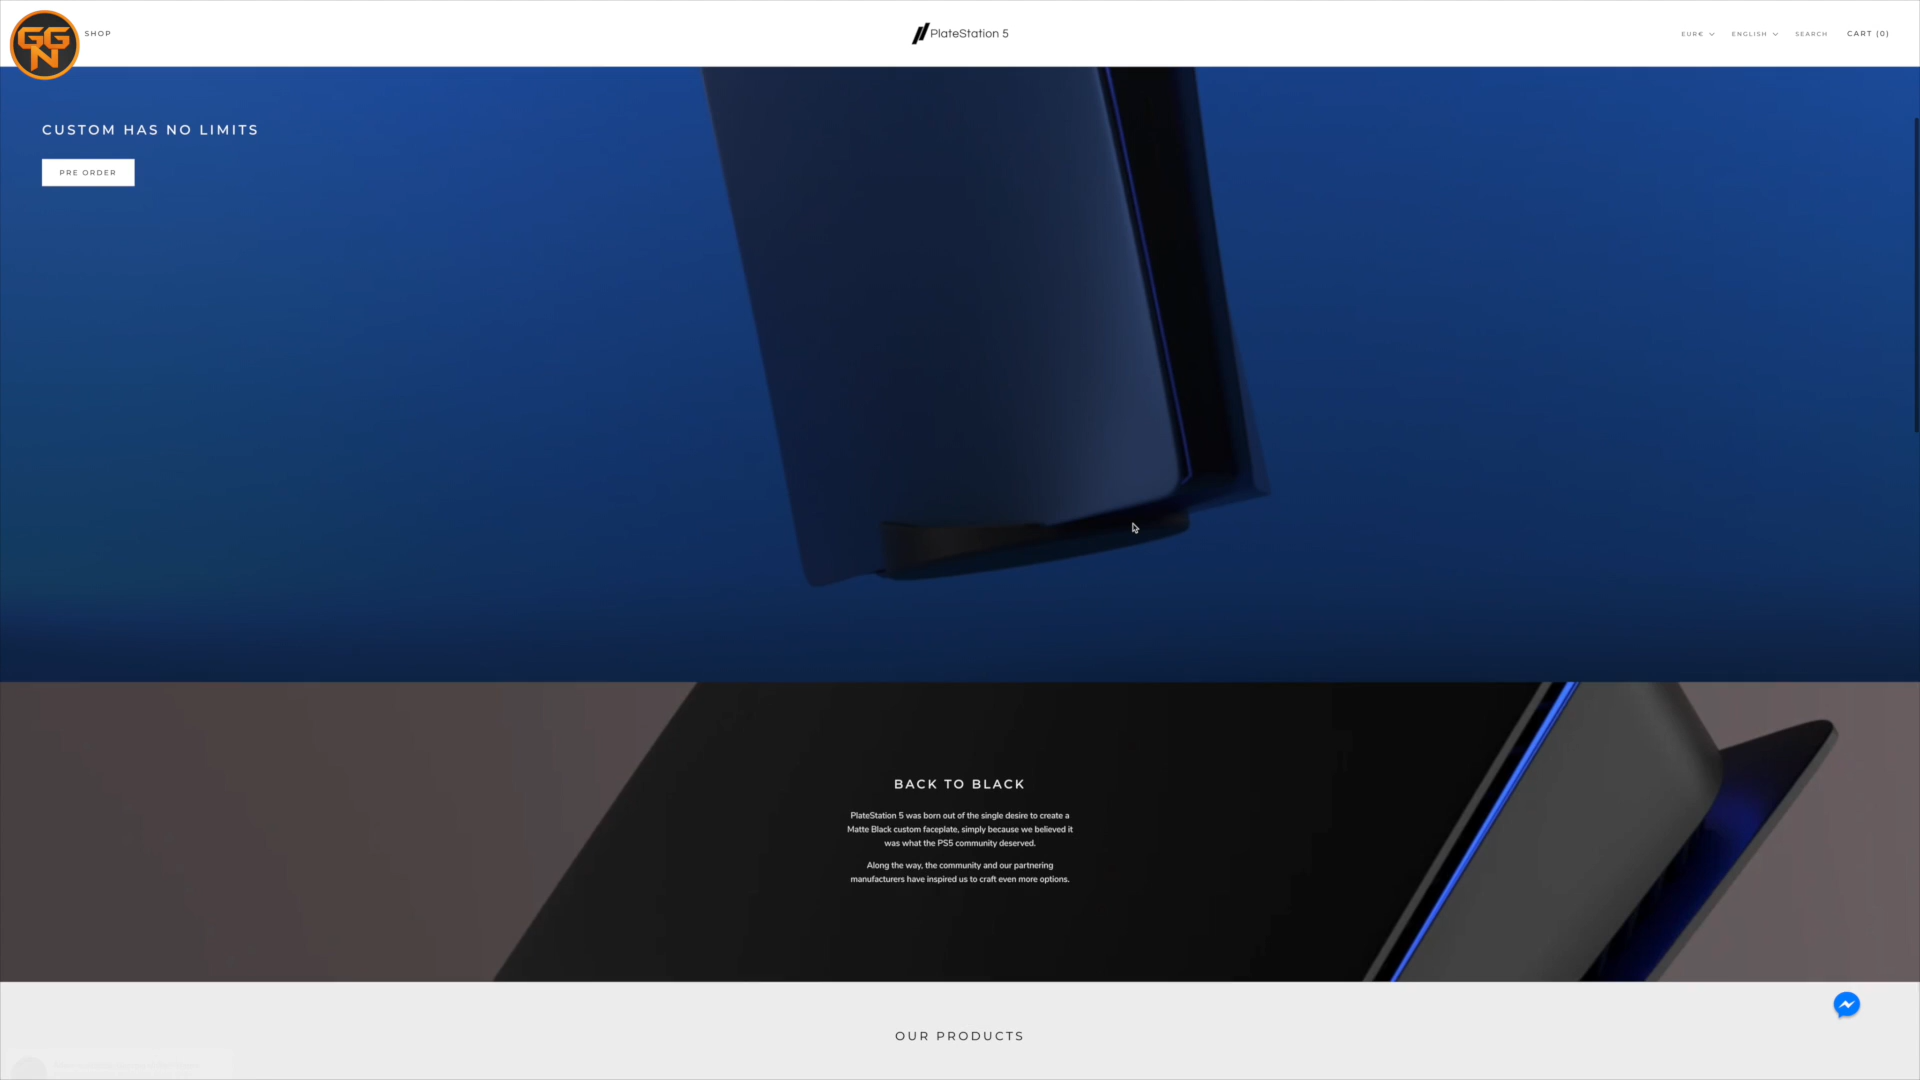 GGN
SHOP
PlateStation 5
EUR€
ENGLISH
SEARCH
CART (0)
CUSTOM HAS NO LIMITS
PRE ORDER
BACK TO BLACK
PlateStation 5 was born out of the single desire to create a
Matte Black custom faceplate, simply because we believed it
was what the PS5 community deserved.
Along the way, the community and our partnering
manufacturers have inspired us to craft even more options.
OUR PRODUCTS